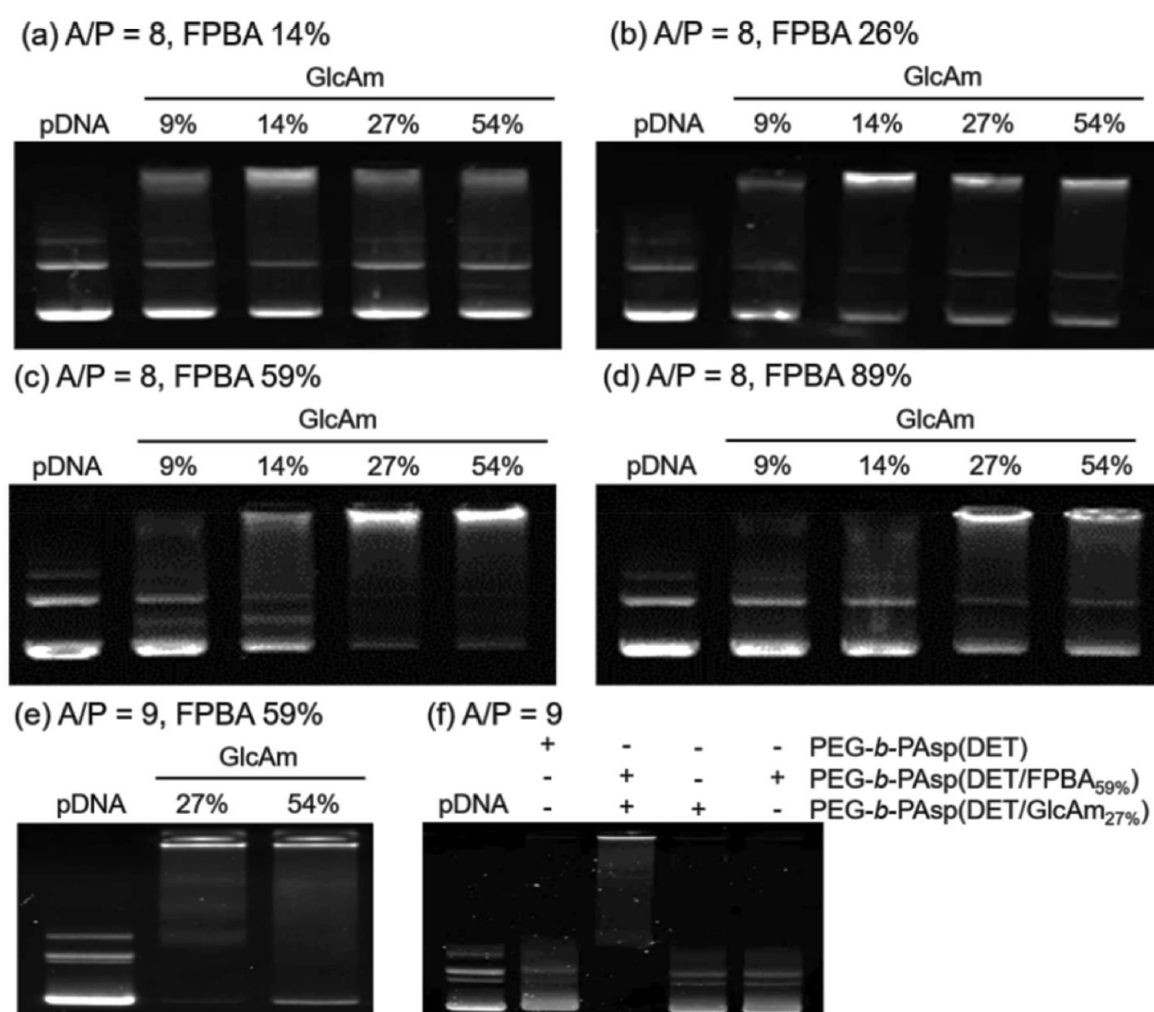 (a) A/P = 8, FPBA 14%
GlcAm
pDNA 9% 14% 27% 54%
(b) A/P = 8, FPBA 26%
GlcAm
pDNA 9% 14% 27% 54%
(c) A/P = 8, FPBA 59%
GlcAm
pDNA 9% 14% 27% 54%
(d) A/P = 8, FPBA 89%
GlcAm
pDNA 9% 14% 27% 54%
(e) A/P = 9, FPBA 59%
GlcAm
pDNA 27% 54%
(f) A/P = 9
+ - - - PEG-b-PAsp(DET)
- + - + PEG-b-PAsp(DET/FPBA59%)
pDNA - + + - PEG-b-PAsp(DET/GlcAm27%)